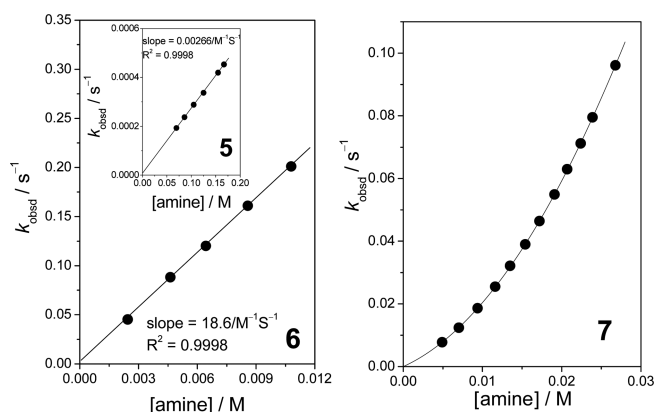 0.35
0.30
0.25
0.20
0.15
0.10
0.05
0.00
k_obsd / s⁻¹
0.0006
0.0004
0.0002
0.0000
k_obsd / s⁻¹
slope = 0.00266/M⁻¹S⁻¹
R² = 0.9998
5
0.00 0.05 0.10 0.15 0.20
[amine] / M
slope = 18.6/M⁻¹S⁻¹
R² = 0.9998
6
0.000 0.003 0.006 0.009 0.012
[amine] / M
0.10
0.08
0.06
0.04
0.02
0.00
k_obsd / s⁻¹
7
0.00 0.01 0.02 0.03
[amine] / M